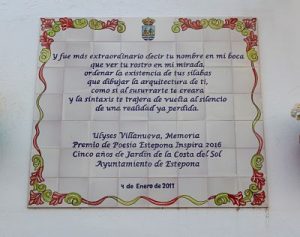 Y fue más extraordinario decir tu nombre en mi boca
que ver tu rostro en mi mirada,
ordenar la existencia de tus sílabas
que dibujar la arquitectura de ti,
como si al susurrarte te creara
y la sintaxis te trajera de vuelta al silencio
de una realidad ya perdida.
Ulyses Villanueva, Memoria
Premio de Poesía Estepona Inspira 2016
Cinco años de Jardín de la Costa del Sol
Ayuntamiento de Estepona
4 de Enero de 2017